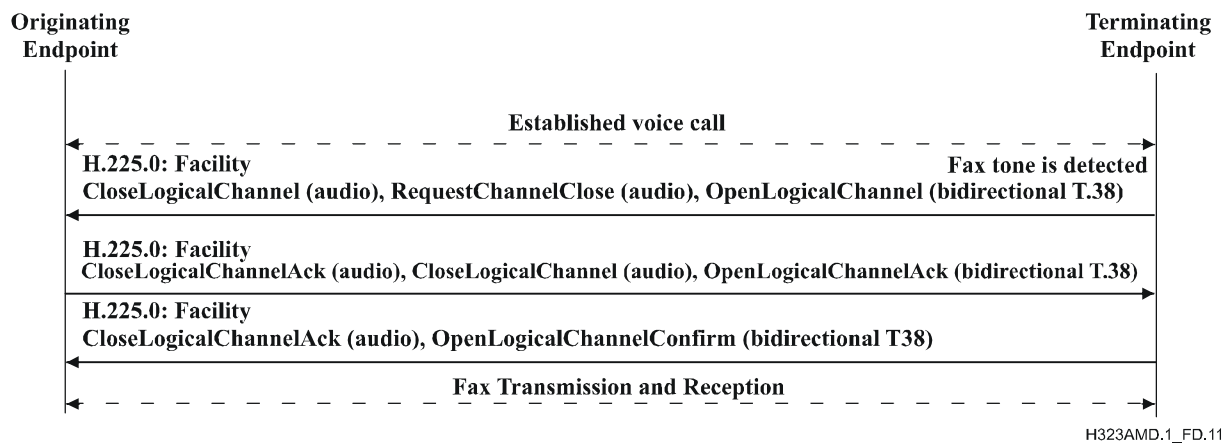 Originating
Endpoint
Terminating
Endpoint
Established voice call
H.225.0: Facility
Fax tone is detected
CloseLogicalChannel (audio), RequestChannelClose (audio), OpenLogicalChannel (bidirectional T.38)
H.225.0: Facility
CloseLogicalChannelAck (audio), CloseLogicalChannel (audio), OpenLogicalChannelAck (bidirectional T.38)
H.225.0: Facility
CloseLogicalChannelAck (audio), OpenLogicalChannelConfirm (bidirectional T38)
Fax Transmission and Reception
H323AMD.1_FD.11